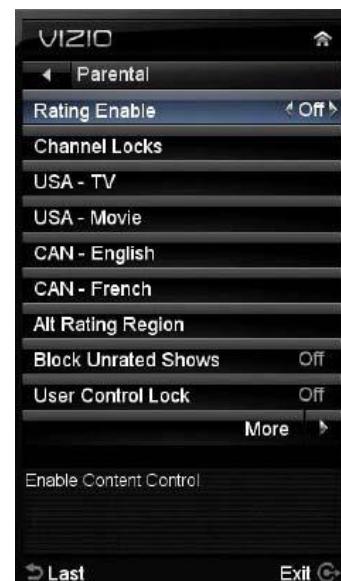 VIZIO
Parental
Rating Enable Off
Channel Locks
USA - TV
USA - Movie
CAN - English
CAN - French
Alt Rating Region
Block Unrated Shows Off
User Control Lock Off
More
Enable Content Control
Last Exit